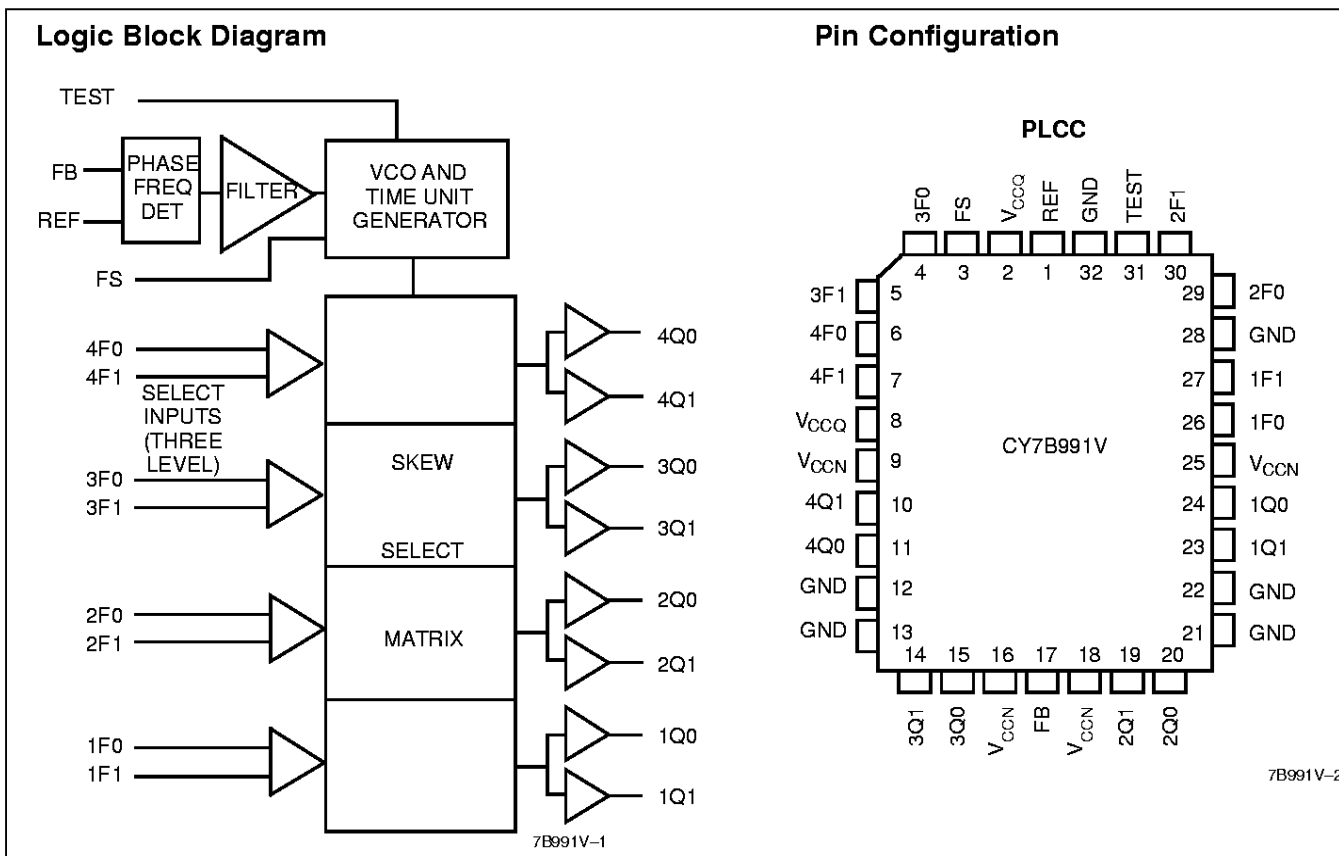 Logic Block Diagram
TEST
FB
REF
PHASE
FREQ
DET
FILTER
VCO AND
TIME UNIT
GENERATOR
FS
4F0
4F1
SELECT
INPUTS
(THREE
LEVEL)
3F0
3F1
2F0
2F1
1F0
1F1
SKEW
SELECT
MATRIX
4Q0
4Q1
3Q0
3Q1
2Q0
2Q1
1Q0
1Q1
7B991V–1
Pin Configuration
PLCC
3F0 FS VCCQ REF GND TEST 2F1
4 3 2 1 32 31 30
3F1 5 29 2F0
4F0 6 28 GND
4F1 7 27 1F1
VCCQ 8 26 1F0
CY7B991V
VCCN 9 25 VCCN
4Q1 10 24 1Q0
4Q0 11 23 1Q1
GND 12 22 GND
GND 13 21 GND
14 15 16 17 18 19 20
3Q1 3Q0 VCCN FB VCCN 2Q1 2Q0
7B991V–2